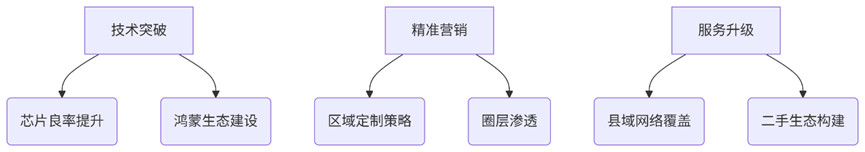 技术突破
精准营销
服务升级
芯片良率提升
鸿蒙生态建设
区域定制策略
圈层渗透
县域网络覆盖
二手生态构建